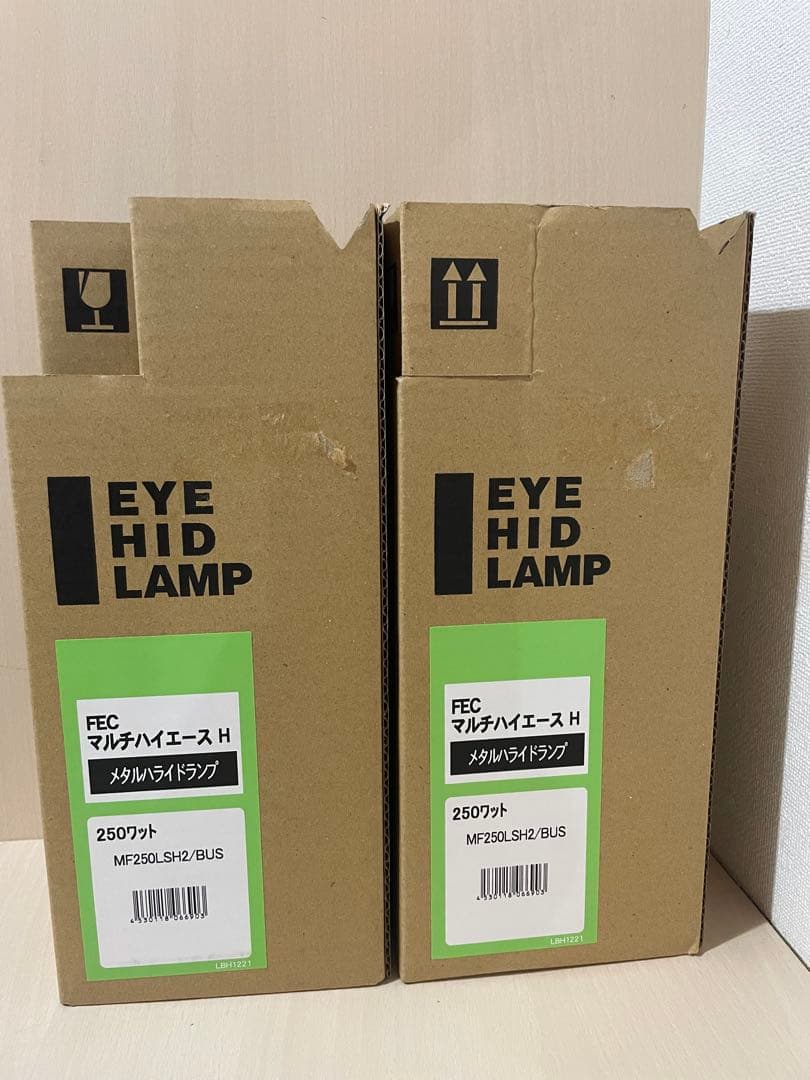 EYE
HID
LAMP
FEC
マルチハイエース H
メタルハライドランプ
250ワット
MF250LSH2/BUS
4530118066903
LBH1221
EYE
HID
LAMP
FEC
マルチハイエース H
メタルハライドランプ
250ワット
MF250LSH2/BUS
4530118066903
LBH1221